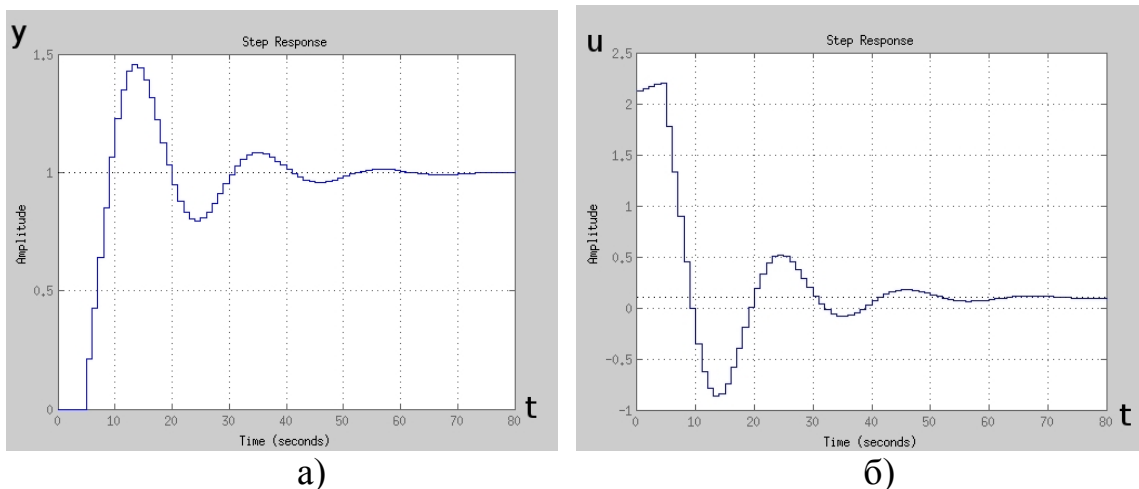 y
Step Response
1.5
1
0.5
0
Amplitude
0 10 20 30 40 50 60 70 80
t
Time (seconds)
а)
u
Step Response
2.5
2
1.5
1
0.5
0
-0.5
-1
Amplitude
0 10 20 30 40 50 60 70 80
t
Time (seconds)
б)